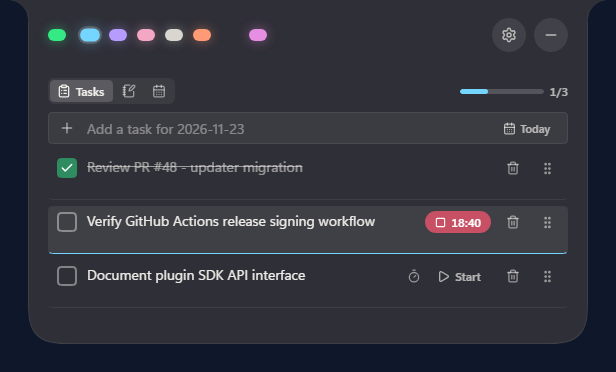 Tasks
1/3
Add a task for 2026-11-23
Today
Review PR #48 - updater migration
Verify GitHub Actions release signing workflow
18:40
Document plugin SDK API interface
Start